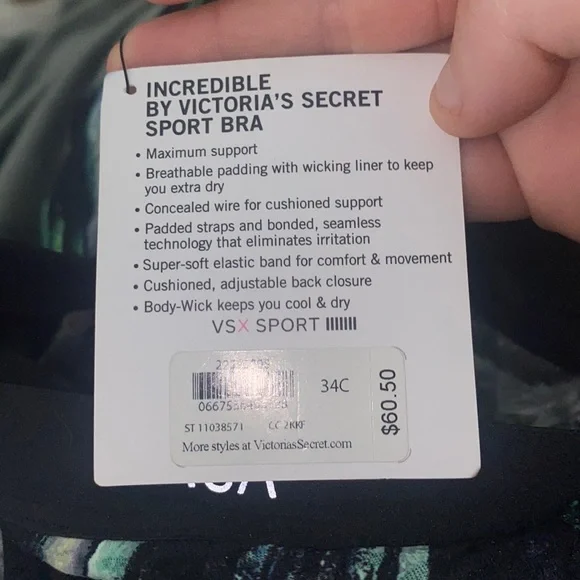 INCREDIBLE
BY VICTORIA'S SECRET
SPORT BRA
• Maximum support
• Breathable padding with wicking liner to keep
you extra dry
• Concealed wire for cushioned support
• Padded straps and bonded, seamless
technology that eliminates irritation
• Super-soft elastic band for comfort & movement
• Cushioned, adjustable back closure
• Body-Wick keeps you cool & dry
VSX SPORT
34C
$60.50
ST 11038571 CC 2KKF
More styles at VictoriasSecret.com